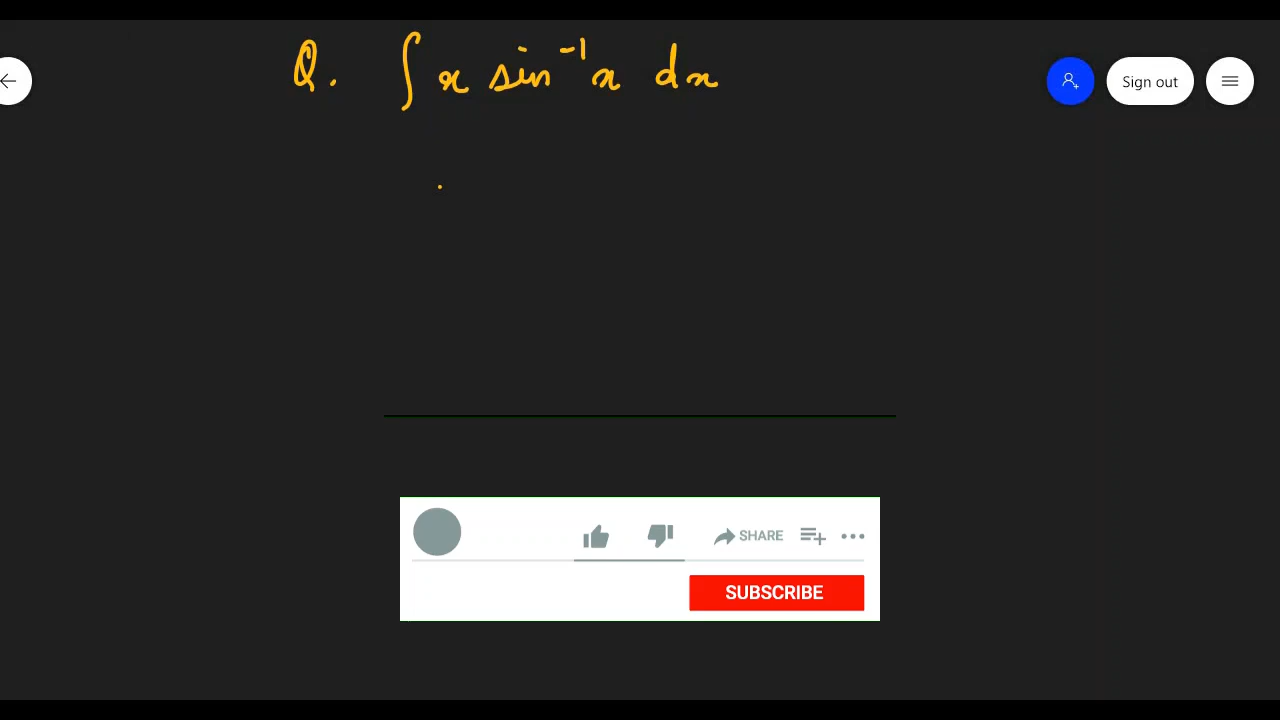 Q. ∫ x sin⁻¹x dx
Sign out
SHARE
SUBSCRIBE